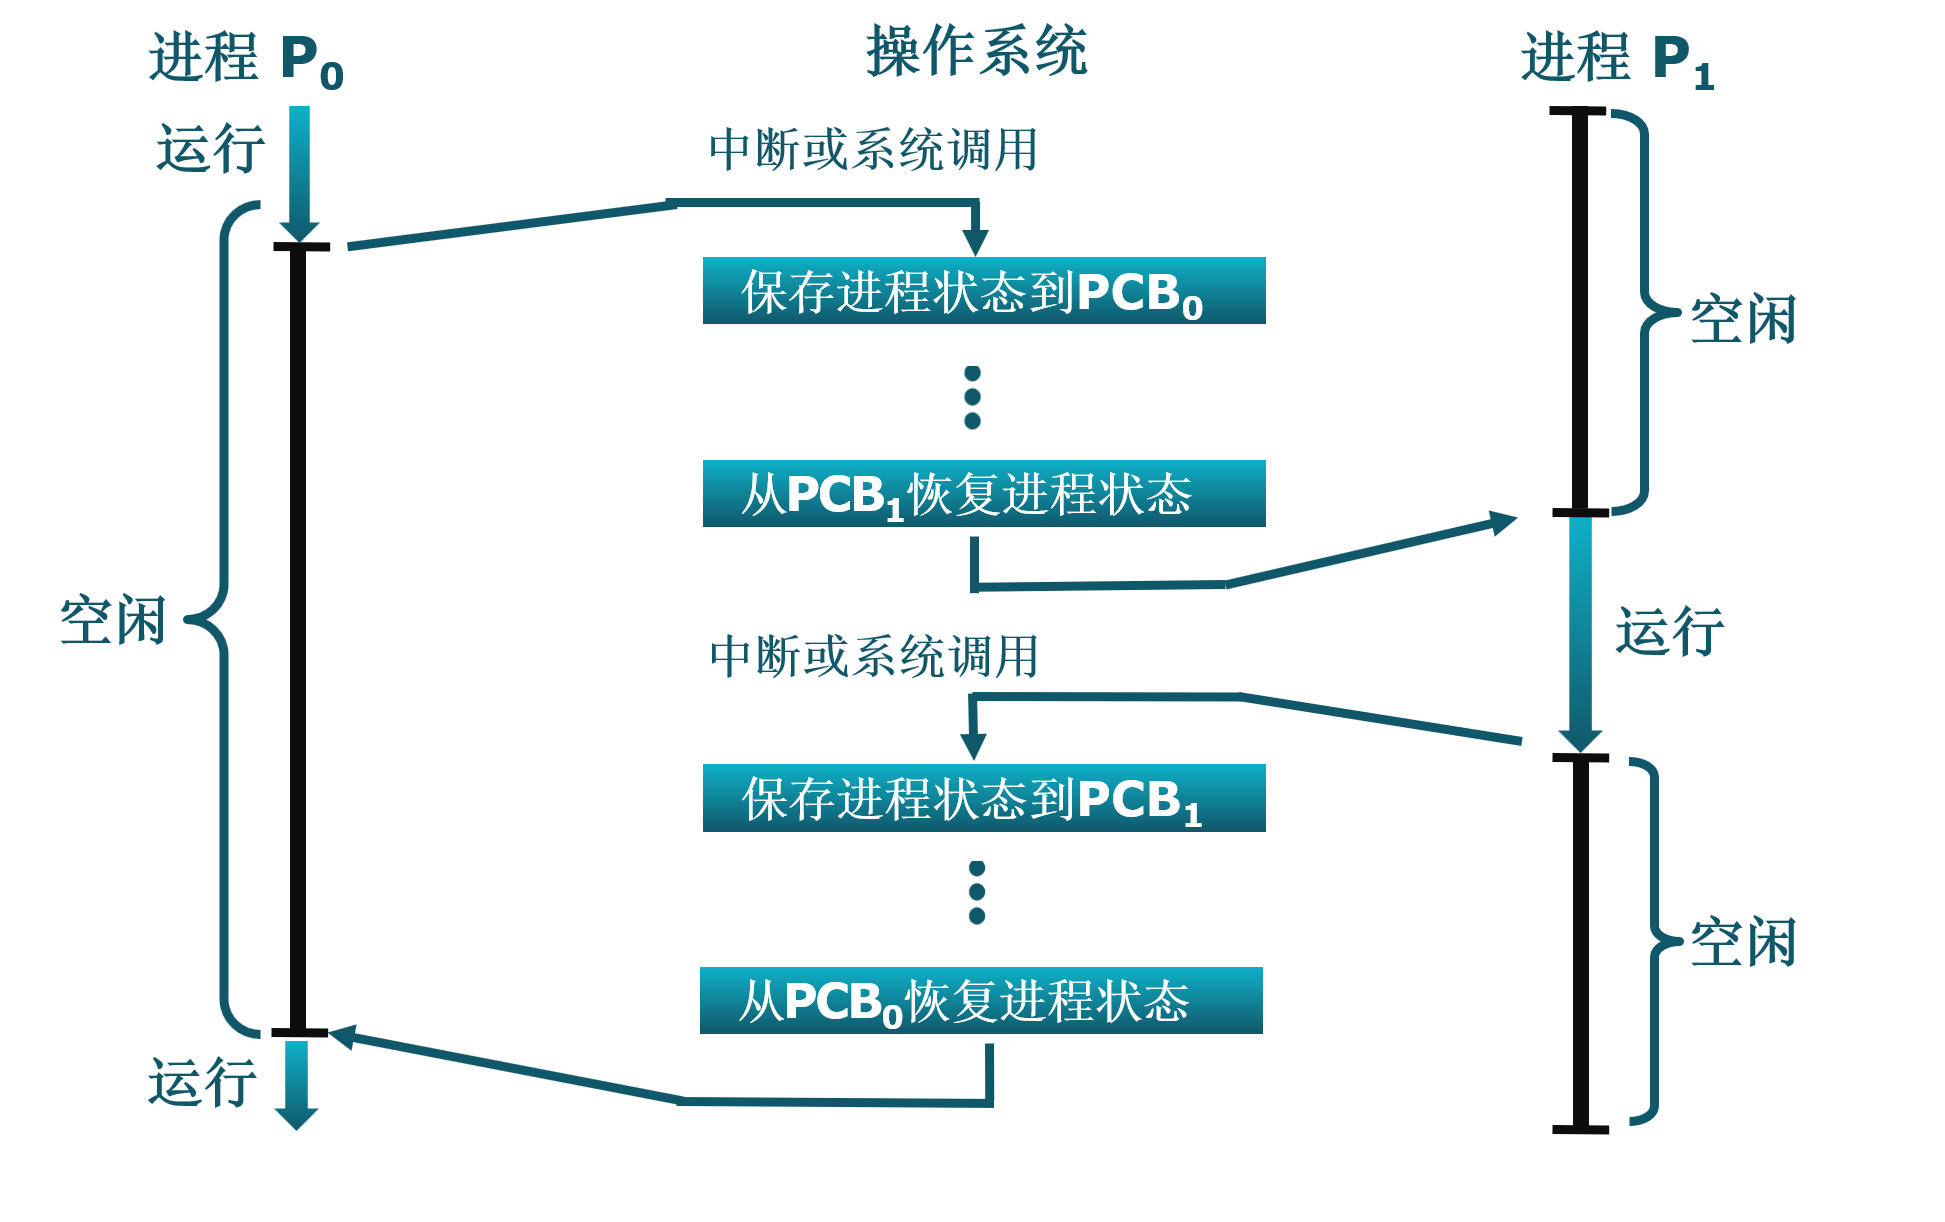 进程 P0
操作系统
进程 P1
运行
中断或系统调用
保存进程状态到PCB0
空闲
从PCB1恢复进程状态
空闲
运行
中断或系统调用
保存进程状态到PCB1
空闲
从PCB0恢复进程状态
运行